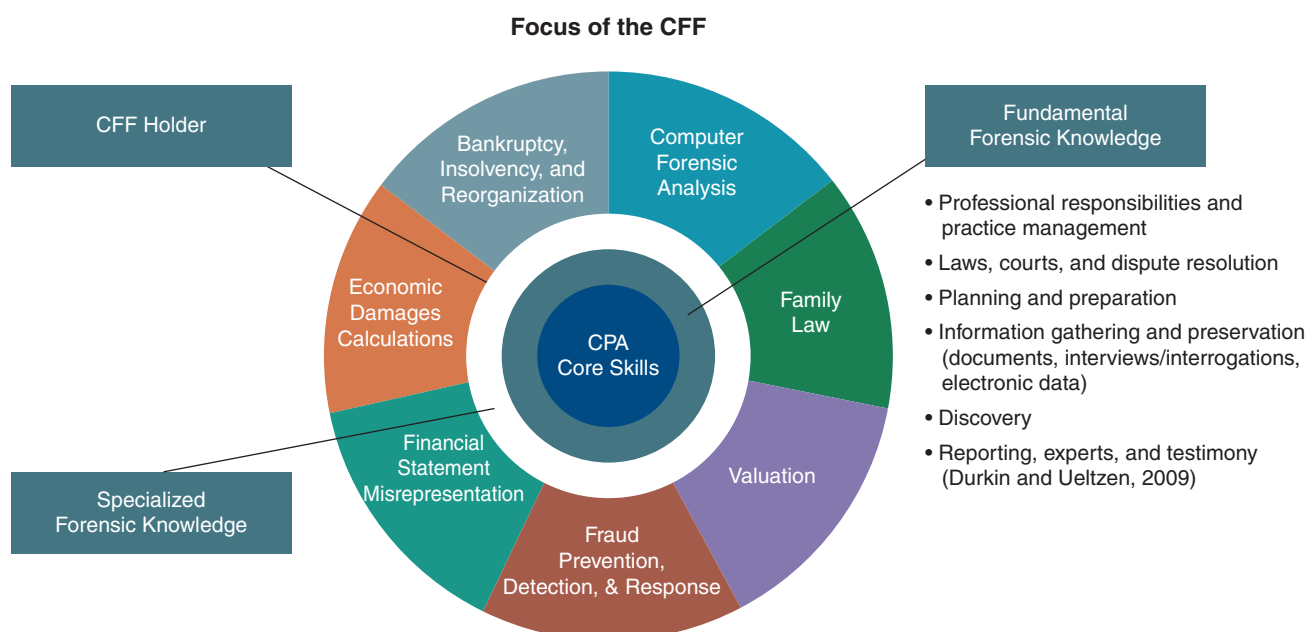 Focus of the CFF
CFF Holder
Fundamental
Forensic Knowledge
Bankruptcy,
Insolvency, and
Reorganization
Computer
Forensic
Analysis
• Professional responsibilities and
practice management
• Laws, courts, and dispute resolution
• Planning and preparation
• Information gathering and preservation
(documents, interviews/interrogations,
electronic data)
• Discovery
• Reporting, experts, and testimony
(Durkin and Ueltzen, 2009)
Economic
Damages
Calculations
Family
Law
CPA
Core Skills
Financial
Statement
Misrepresentation
Valuation
Specialized
Forensic Knowledge
Fraud
Prevention,
Detection, & Response